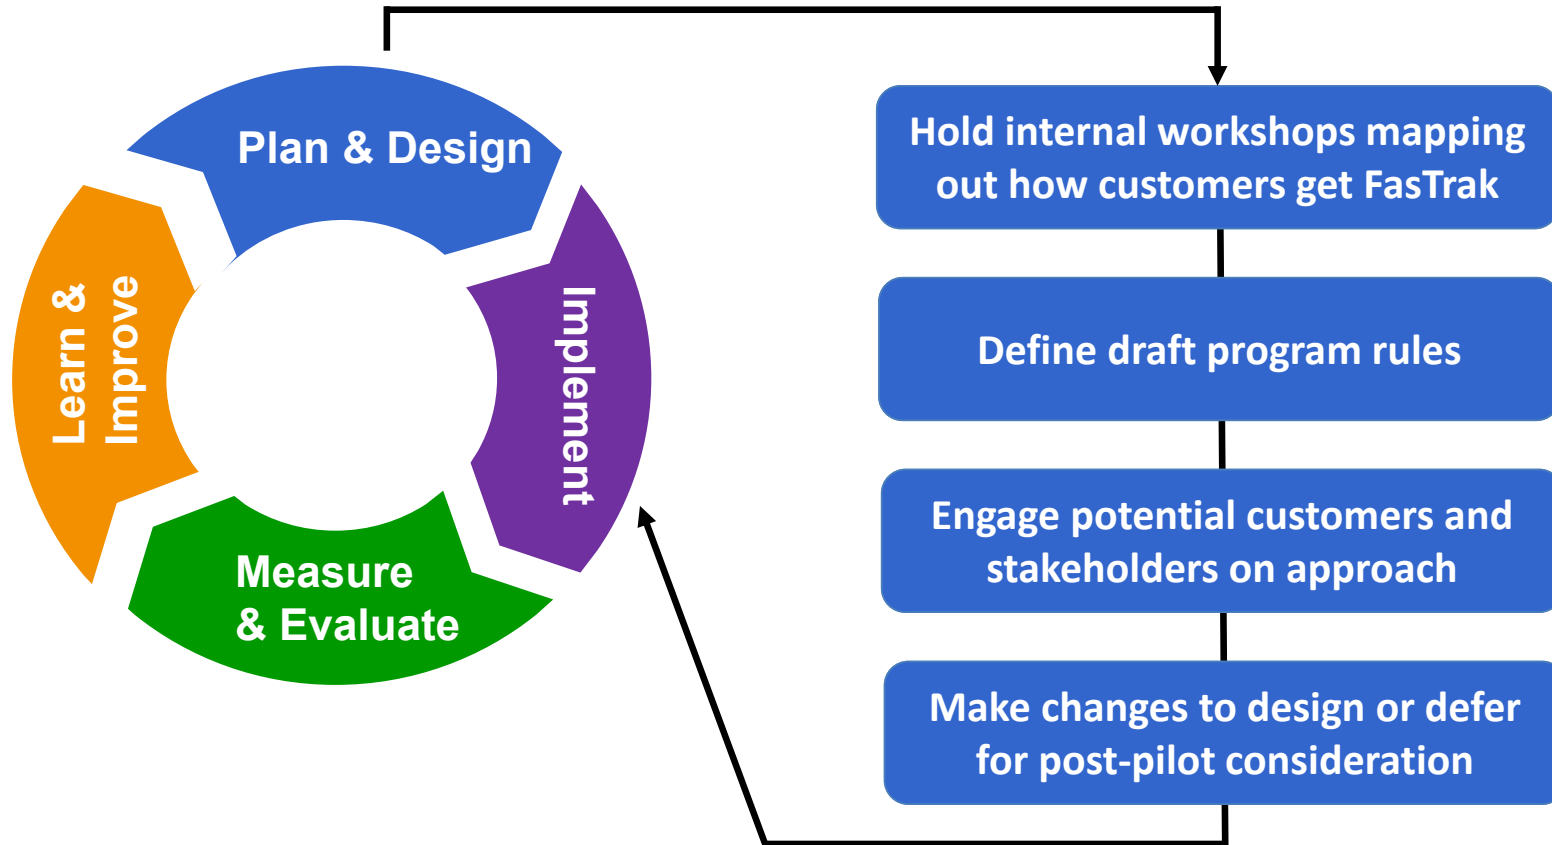 Plan & Design
Implement
Measure
& Evaluate
Learn &
Improve
Hold internal workshops mapping
out how customers get FasTrak
Define draft program rules
Engage potential customers and
stakeholders on approach
Make changes to design or defer
for post-pilot consideration